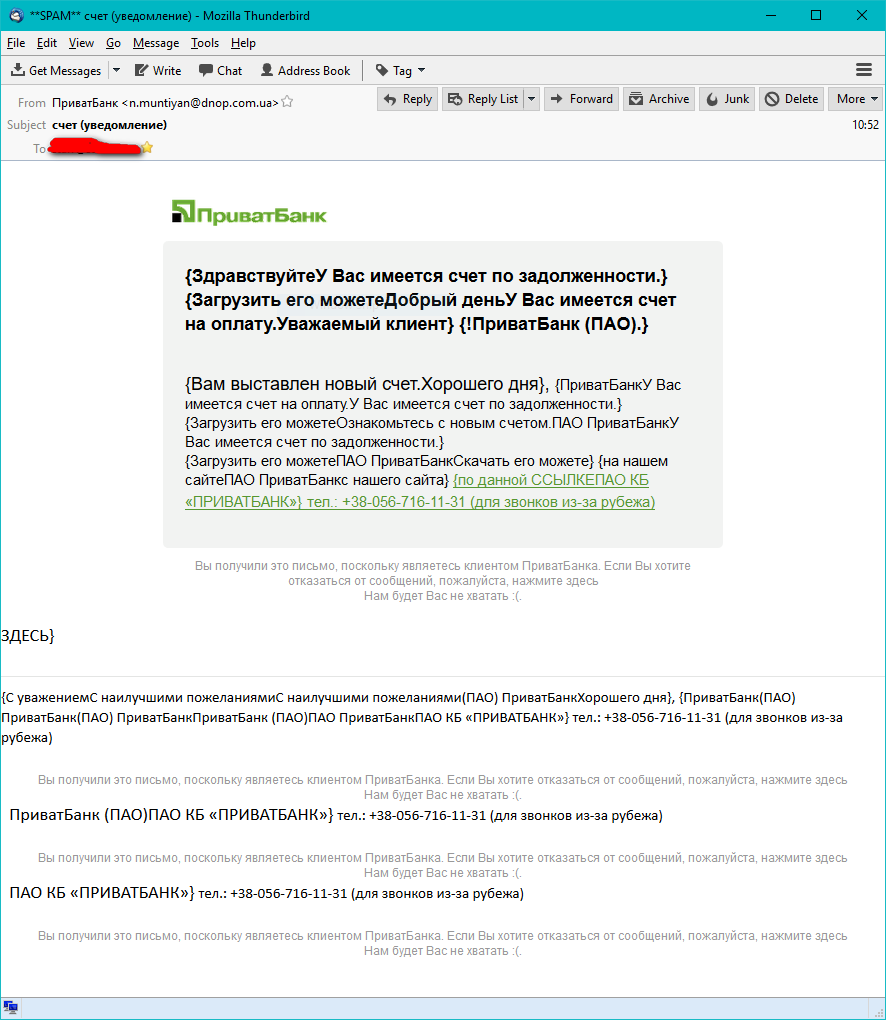 **SPAM** счет (уведомление) - Mozilla Thunderbird
File Edit View Go Message Tools Help
Get Messages Write Chat Address Book Tag
From ПриватБанк <n.muntiyan@dnop.com.ua> Reply Reply List Forward Archive Junk Delete More
Subject счет (уведомление) 10:52
To
ПриватБанк
{ЗдравствуйтеУ Вас имеется счет по задолженности.}
{Загрузить его можетеДобрый деньУ Вас имеется счет
на оплату.Уважаемый клиент} {!ПриватБанк (ПАО).}
{Вам выставлен новый счет.Хорошего дня}, {ПриватБанкУ Вас
имеется счет на оплату.У Вас имеется счет по задолженности.}
{Загрузить его можетеОзнакомьтесь с новым счетом.ПАО ПриватБанкУ
Вас имеется счет по задолженности.}
{Загрузить его можетеПАО ПриватБанкСкачать его можете} {на нашем
сайтеПАО ПриватБанкс нашего сайта} {по данной ССЫЛКЕПАО КБ
«ПРИВАТБАНК»} тел.: +38-056-716-11-31 (для звонков из-за рубежа)
Вы получили это письмо, поскольку являетесь клиентом ПриватБанка. Если Вы хотите
отказаться от сообщений, пожалуйста, нажмите здесь
Нам будет Вас не хватать :(.
ЗДЕСЬ}
{С уважениемС наилучшими пожеланиямиС наилучшими пожеланиями(ПАО) ПриватБанкХорошего дня}, {ПриватБанк(ПАО)
ПриватБанк(ПАО) ПриватБанкПриватБанк (ПАО)ПАО ПриватБанкПАО КБ «ПРИВАТБАНК»} тел.: +38-056-716-11-31 (для звонков из-за
рубежа)
Вы получили это письмо, поскольку являетесь клиентом ПриватБанка. Если Вы хотите отказаться от сообщений, пожалуйста, нажмите здесь
Нам будет Вас не хватать :(.
ПриватБанк (ПАО)ПАО КБ «ПРИВАТБАНК»} тел.: +38-056-716-11-31 (для звонков из-за рубежа)
Вы получили это письмо, поскольку являетесь клиентом ПриватБанка. Если Вы хотите отказаться от сообщений, пожалуйста, нажмите здесь
Нам будет Вас не хватать :(.
ПАО КБ «ПРИВАТБАНК»} тел.: +38-056-716-11-31 (для звонков из-за рубежа)
Вы получили это письмо, поскольку являетесь клиентом ПриватБанка. Если Вы хотите отказаться от сообщений, пожалуйста, нажмите здесь
Нам будет Вас не хватать :(.